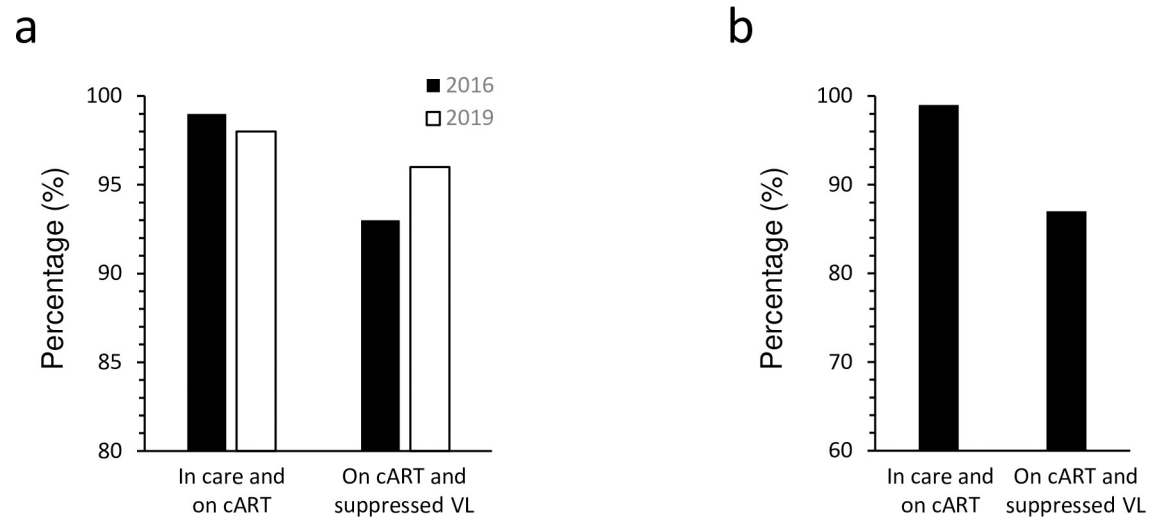 a
2016
2019
Percentage (%)
100
95
90
85
80
In care and
on cART
On cART and
suppressed VL
b
Percentage (%)
100
90
80
70
60
In care and
on cART
On cART and
suppressed VL